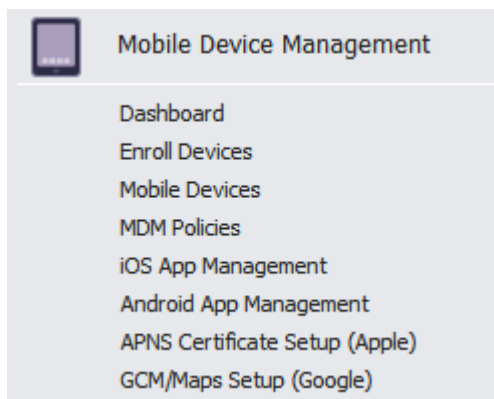 Mobile Device Management
Dashboard
Enroll Devices
Mobile Devices
MDM Policies
iOS App Management
Android App Management
APNS Certificate Setup (Apple)
GCM/Maps Setup (Google)